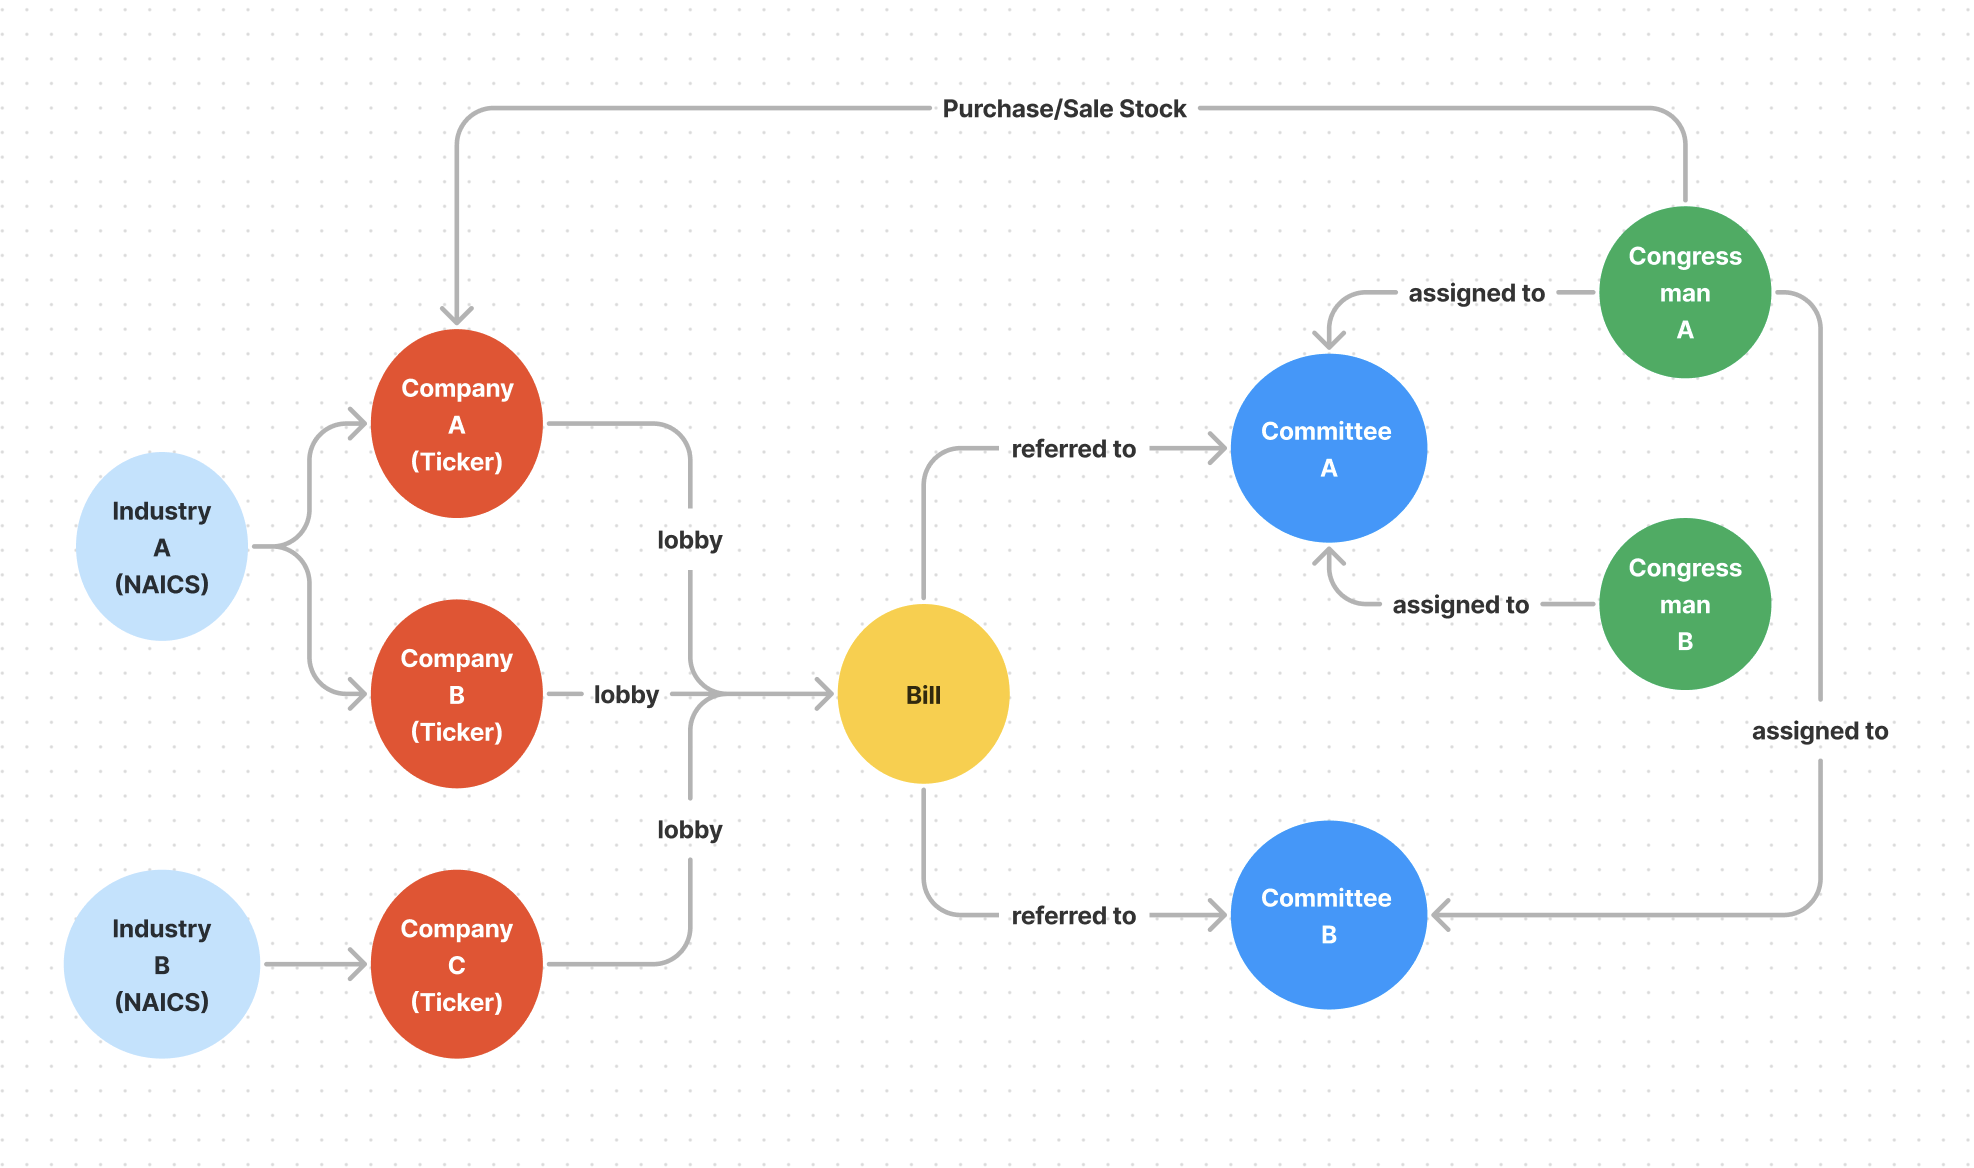 Purchase/Sale Stock
Congress
man
A
assigned to
Company
A
(Ticker)
Committee
A
referred to
Industry
A
(NAICS)
lobby
Congress
man
B
assigned to
Company
B
(Ticker)
lobby
Bill
assigned to
lobby
Industry
B
(NAICS)
Company
C
(Ticker)
referred to
Committee
B